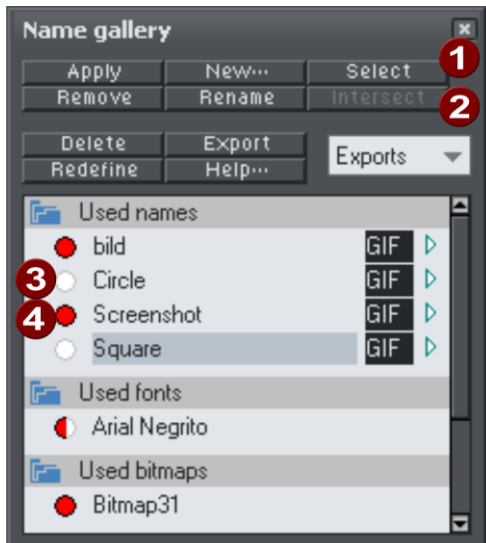 Name gallery
1
Apply New... Select
Remove Rename Intersect
2
Delete Export
Exports
Redefine Help...
Used names
bild GIF
3 Circle GIF
4 Screenshot GIF
Square GIF
Used fonts
Arial Negrito
Used bitmaps
Bitmap31